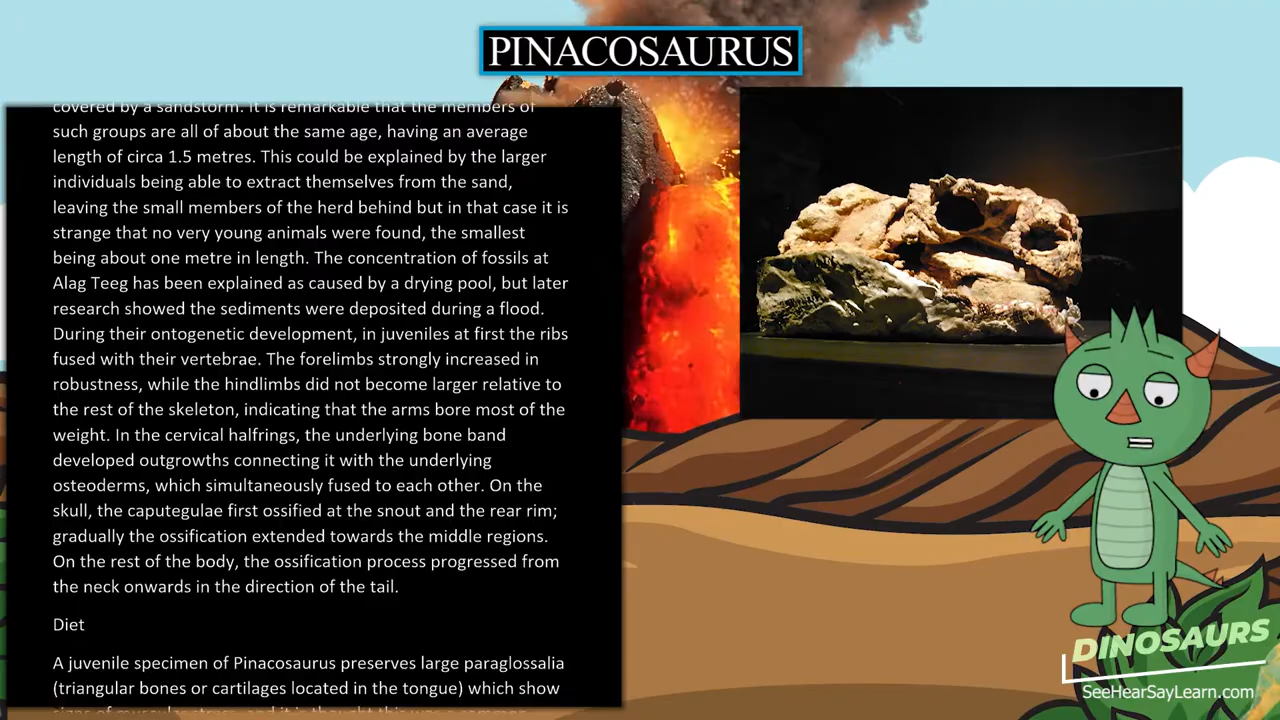 PINACOSAURUS
covered by a sandstorm. It is remarkable that the members of
such groups are all of about the same age, having an average
length of circa 1.5 metres. This could be explained by the larger
individuals being able to extract themselves from the sand,
leaving the small members of the herd behind but in that case it is
strange that no very young animals were found, the smallest
being about one metre in length. The concentration of fossils at
Alag Teeg has been explained as caused by a drying pool, but later
research showed the sediments were deposited during a flood.
During their ontogenetic development, in juveniles at first the ribs
fused with their vertebrae. The forelimbs strongly increased in
robustness, while the hindlimbs did not become larger relative to
the rest of the skeleton, indicating that the arms bore most of the
weight. In the cervical halfrings, the underlying bone band
developed outgrowths connecting it with the underlying
osteoderms, which simultaneously fused to each other. On the
skull, the caputegulae first ossified at the snout and the rear rim;
gradually the ossification extended towards the middle regions.
On the rest of the body, the ossification process progressed from
the neck onwards in the direction of the tail.
Diet
A juvenile specimen of Pinacosaurus preserves large paraglossalia
(triangular bones or cartilages located in the tongue) which show
DINOSAURS
SeeHearSayLearn.com